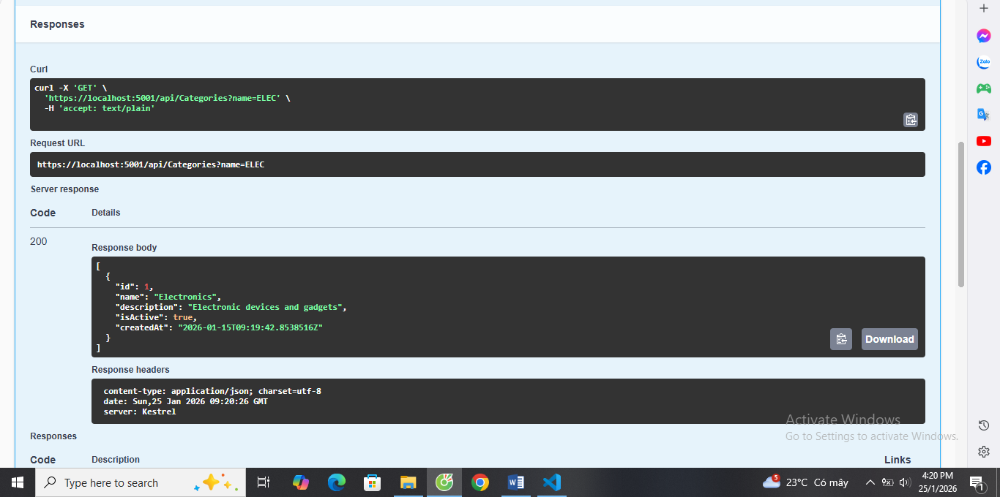 Responses
Curl
curl -X 'GET' \
  'https://localhost:5001/api/Categories?name=ELEC' \
  -H 'accept: text/plain'
Request URL
https://localhost:5001/api/Categories?name=ELEC
Server response
Code Details
200
Response body
[
  {
    "id": 1,
    "name": "Electronics",
    "description": "Electronic devices and gadgets",
    "isActive": true,
    "createdAt": "2026-01-15T09:19:42.8538516Z"
  }
]
Download
Response headers
content-type: application/json; charset=utf-8
date: Sun,25 Jan 2026 09:20:26 GMT
server: Kestrel
Responses
Code Description Links
Activate Windows
Go to Settings to activate Windows.
Zalo
Type here to search
5
23°C Có mây
4:20 PM
25/1/2026
1